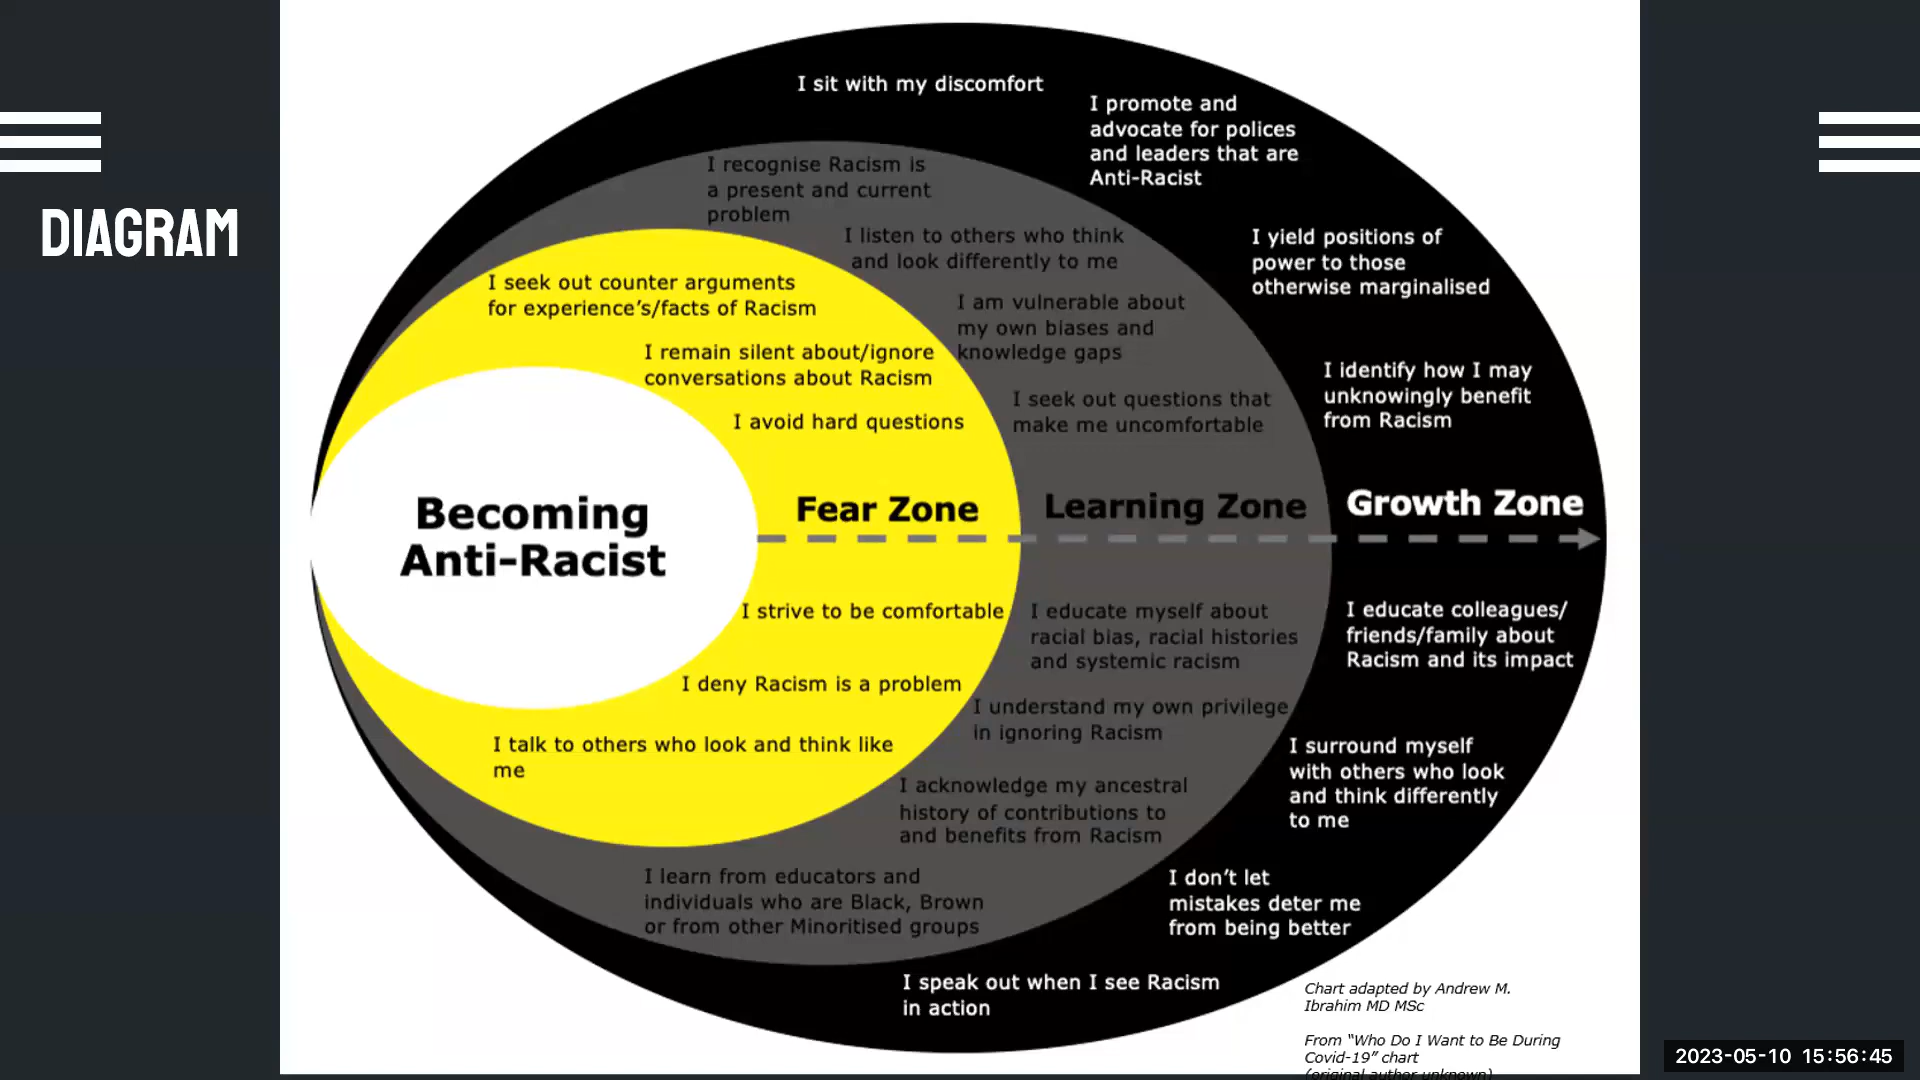 DIAGRAM
I sit with my discomfort
I promote and
advocate for polices
and leaders that are
Anti-Racist
I recognise Racism is
a present and current
problem
I listen to others who think
and look differently to me
I yield positions of
power to those
otherwise marginalised
I seek out counter arguments
for experience's/facts of Racism
I am vulnerable about
my own biases and
knowledge gaps
I remain silent about/ignore
conversations about Racism
I identify how I may
unknowingly benefit
from Racism
I seek out questions that
make me uncomfortable
I avoid hard questions
Becoming
Anti-Racist
Fear Zone
Learning Zone
Growth Zone
I strive to be comfortable
I educate myself about
racial bias, racial histories
and systemic racism
I educate colleagues/
friends/family about
Racism and its impact
I deny Racism is a problem
I understand my own privilege
in ignoring Racism
I talk to others who look and think like
me
I surround myself
with others who look
and think differently
to me
I acknowledge my ancestral
history of contributions to
and benefits from Racism
I learn from educators and
individuals who are Black, Brown
or from other Minoritised groups
I don't let
mistakes deter me
from being better
I speak out when I see Racism
in action
Chart adapted by Andrew M.
Ibrahim MD MSc
From "Who Do I Want to Be During
Covid-19" chart
(original author unknown)
2023-05-10 15:56:45